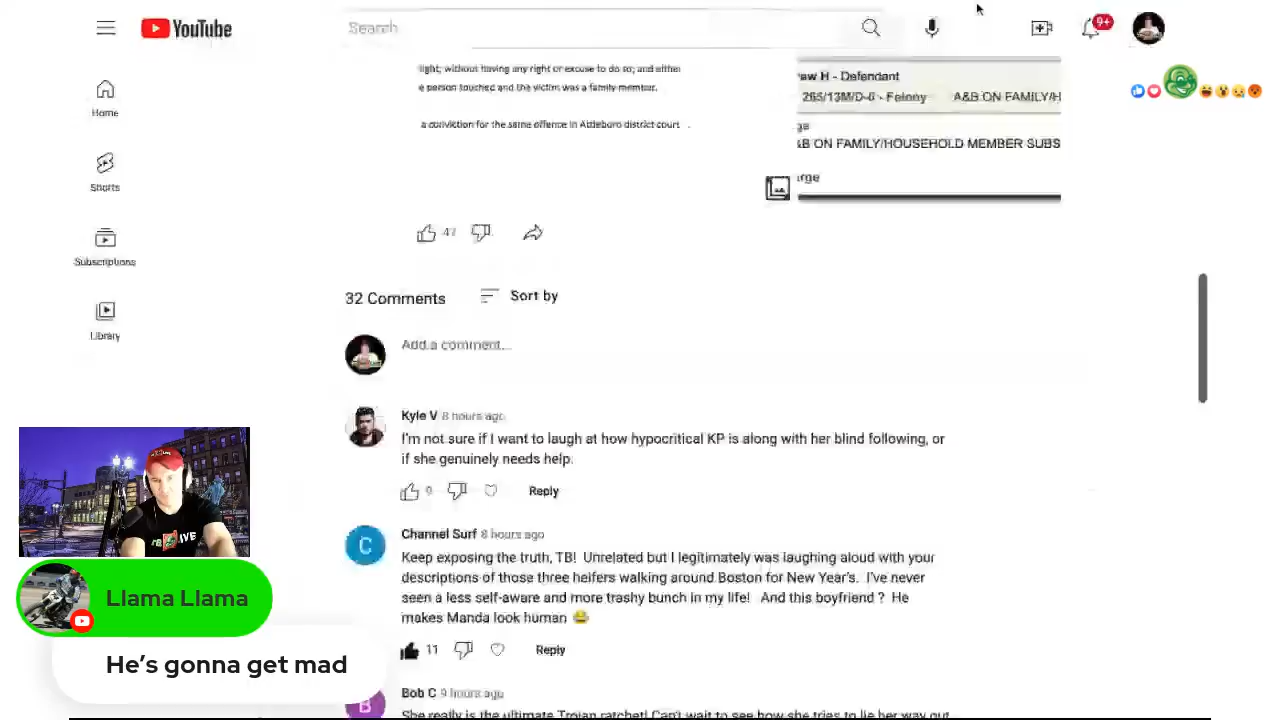 YouTube
Search
9+
light; without having any right or excuse to do so; and either
e person touched and the victim was a family member.
a conviction for the same offence in Attleboro district court
aw H - Defendant
265/13M/D-0 - Felony A&B ON FAMILY/H
ge
&B ON FAMILY/HOUSEHOLD MEMBER SUBS
arge
Home
Shorts
Subscriptions
Library
47
32 Comments
Sort by
Add a comment...
Kyle V 8 hours ago
I'm not sure if I want to laugh at how hypocritical KP is along with her blind following, or
if she genuinely needs help.
9
Reply
C
Channel Surf 8 hours ago
Keep exposing the truth, TB! Unrelated but I legitimately was laughing aloud with your
descriptions of those three heifers walking around Boston for New Year's. I've never
seen a less self-aware and more trashy bunch in my life! And this boyfriend ? He
makes Manda look human 😂
11
Reply
B
Bob C 9 hours ago
She really is the ultimate Trojan ratchet! Can't wait to see how she tries to lie her way out
LIVE
Llama Llama
He's gonna get mad